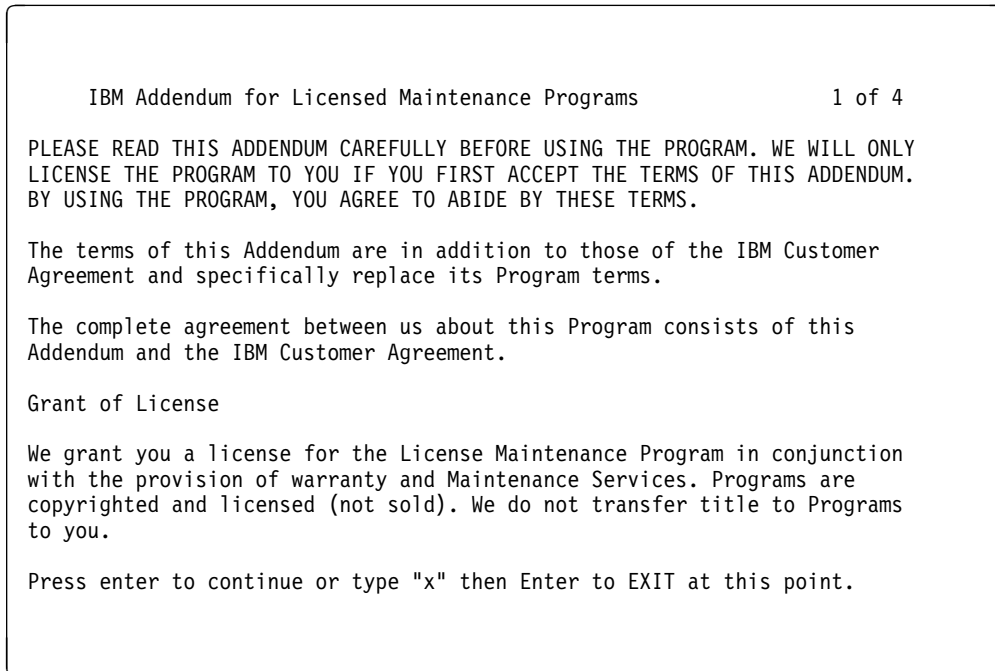 IBM Addendum for Licensed Maintenance Programs 1 of 4
PLEASE READ THIS ADDENDUM CAREFULLY BEFORE USING THE PROGRAM. WE WILL ONLY
LICENSE THE PROGRAM TO YOU IF YOU FIRST ACCEPT THE TERMS OF THIS ADDENDUM.
BY USING THE PROGRAM, YOU AGREE TO ABIDE BY THESE TERMS.
The terms of this Addendum are in addition to those of the IBM Customer
Agreement and specifically replace its Program terms.
The complete agreement between us about this Program consists of this
Addendum and the IBM Customer Agreement.
Grant of License
We grant you a license for the License Maintenance Program in conjunction
with the provision of warranty and Maintenance Services. Programs are
copyrighted and licensed (not sold). We do not transfer title to Programs
to you.
Press enter to continue or type "x" then Enter to EXIT at this point.